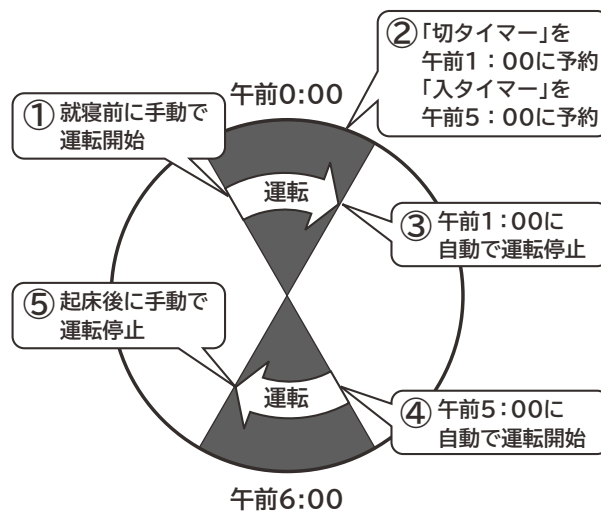 午前0:00
①就寝前に手動で
運転開始
②「切タイマー」を
午前1：00に予約
「入タイマー」を
午前5：00に予約
運転
③午前1:00に
自動で運転停止
⑤起床後に手動で
運転停止
運転
④午前5:00に
自動で運転開始
午前6:00